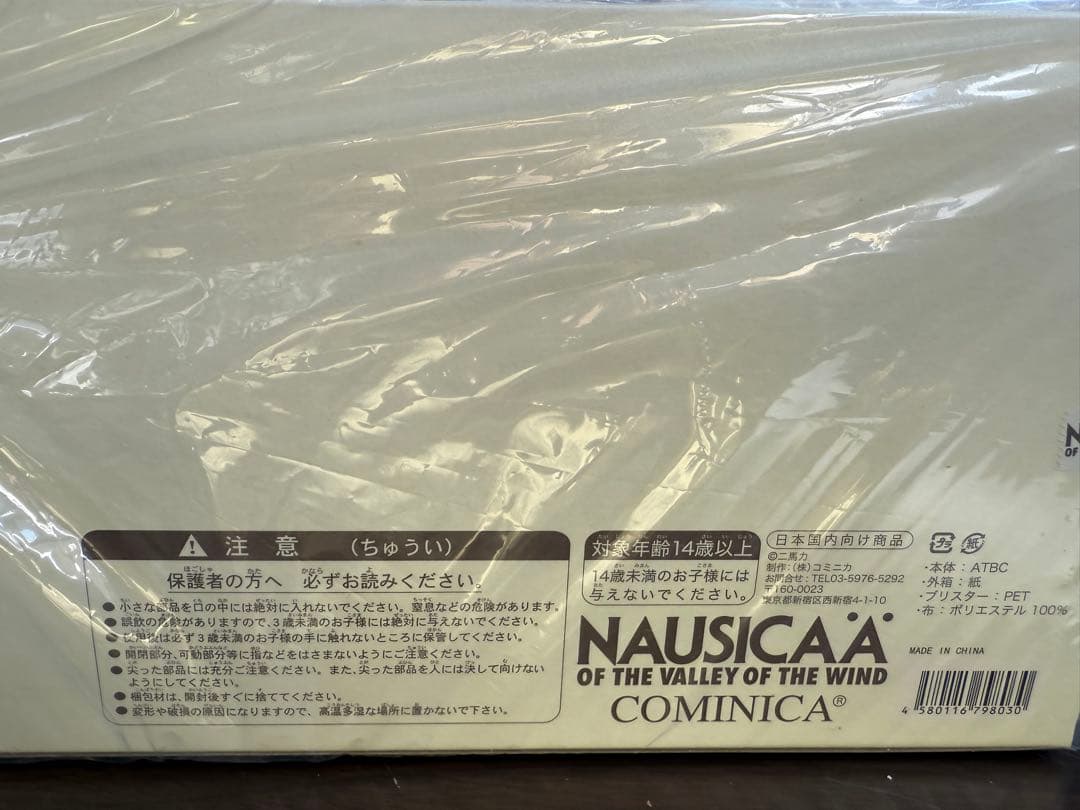 ⚠ 注 意 (ちゅうい)
保護者の方へ 必ずお読みください。
● 小さな部品を口の中には絶対に入れないでください。窒息などの危険があります。
● 誤飲の危険がありますので、3歳未満のお子様には絶対に与えないでください。
● 使用後は必ず3歳未満のお子様の手に触れないところに保管してください。
● 開閉部分、可動部分等に指などをはさまないようにご注意ください。
● 尖った部品には充分ご注意ください。また、尖った部品を人には決して向けない
ようにしてください。
● 梱包材は、開封後すぐに捨ててください。
● 変形や破損の原因になりますので、高温多湿な場所に置かないで下さい。
対象年齢14歳以上
14歳未満のお子様には
与えないでください。
日本国内向け商品
©二馬力
制作:(株)コミニカ
お問合せ:TEL03-5976-5292
〒160-0023
東京都新宿区西新宿4-1-10
プラ 紙
・本体:ATBC
・外箱:紙
・ブリスター:PET
・布:ポリエステル 100%
NAUSICAÄ
OF THE VALLEY OF THE WIND
COMINICA®
MADE IN CHINA
4 580116 798030
N
OF